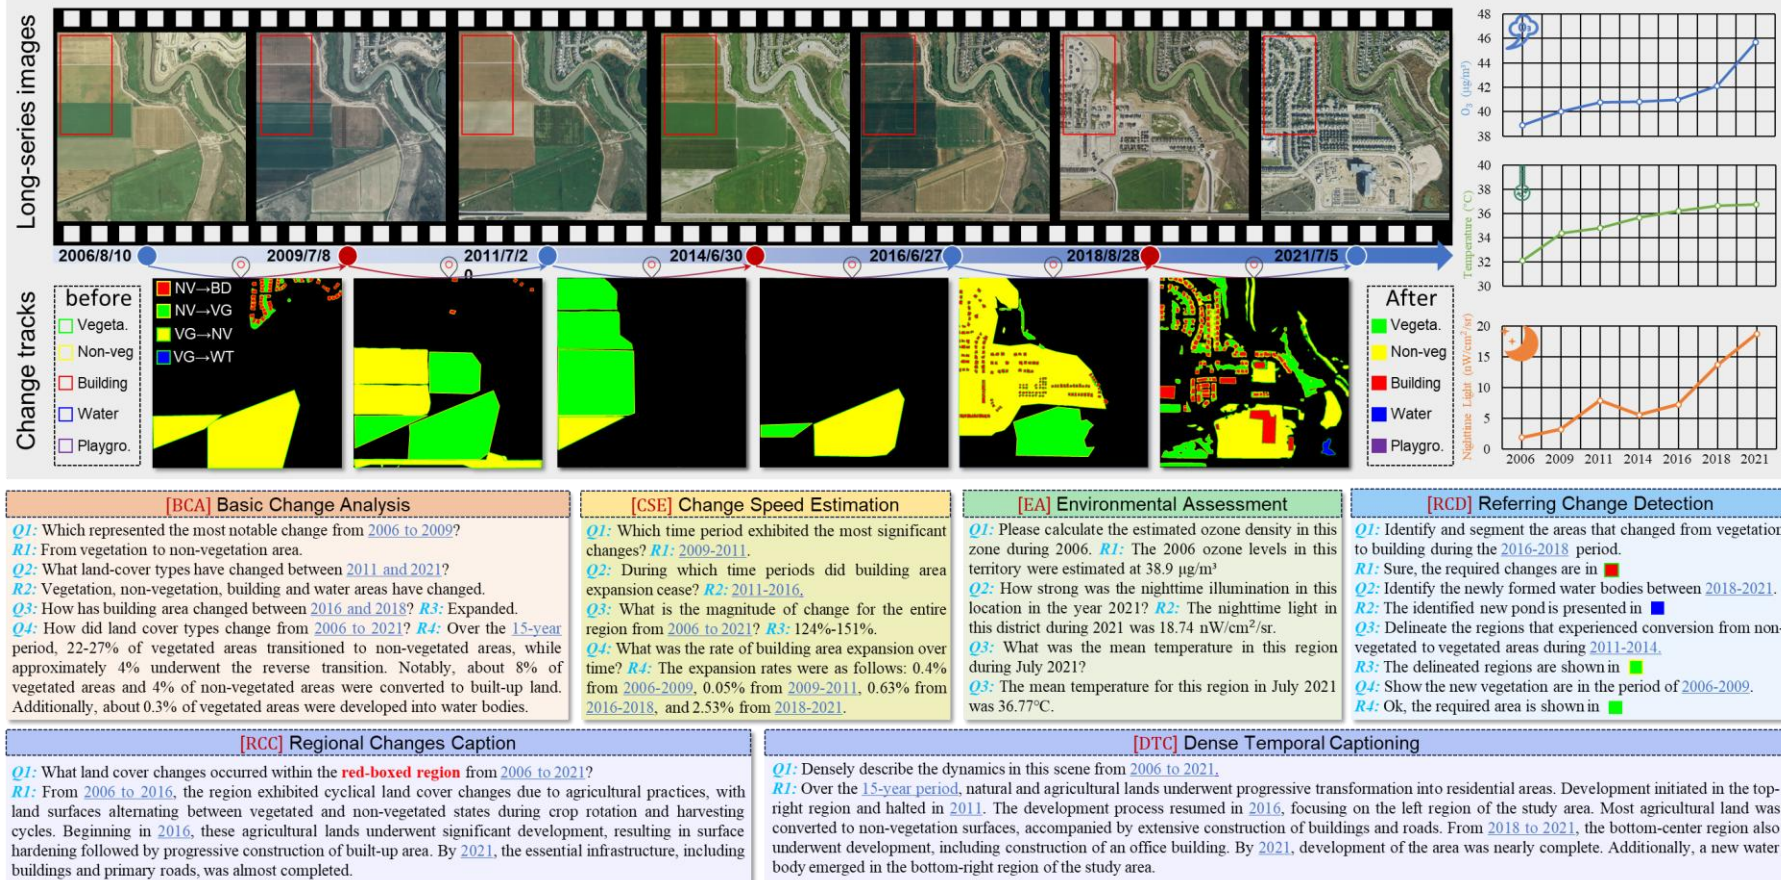 Long-series images
2006/8/10
2009/7/8
2011/7/2
0
2014/6/30
2016/6/27
2018/8/28
2021/7/5
Change tracks
before
Vegeta.
Non-veg
Building
Water
Playgro.
NV→BD
NV→VG
VG→NV
VG→WT
After
Vegeta.
Non-veg
Building
Water
Playgro.
O₃ (μg/m³)
48
46
44
42
40
38
Temperature (°C)
40
38
36
34
32
30
Nighttime Light (nW/cm²/sr)
20
15
10
5
0
2006 2009 2011 2014 2016 2018 2021
[BCA] Basic Change Analysis
Q1: Which represented the most notable change from 2006 to 2009?
R1: From vegetation to non-vegetation area.
Q2: What land-cover types have changed between 2011 and 2021?
R2: Vegetation, non-vegetation, building and water areas have changed.
Q3: How has building area changed between 2016 and 2018? R3: Expanded.
Q4: How did land cover types change from 2006 to 2021? R4: Over the 15-year
period, 22-27% of vegetated areas transitioned to non-vegetated areas, while
approximately 4% underwent the reverse transition. Notably, about 8% of
vegetated areas and 4% of non-vegetated areas were converted to built-up land.
Additionally, about 0.3% of vegetated areas were developed into water bodies.
[CSE] Change Speed Estimation
Q1: Which time period exhibited the most significant
changes? R1: 2009-2011.
Q2: During which time periods did building area
expansion cease? R2: 2011-2016,
Q3: What is the magnitude of change for the entire
region from 2006 to 2021? R3: 124%-151%.
Q4: What was the rate of building area expansion over
time? R4: The expansion rates were as follows: 0.4%
from 2006-2009, 0.05% from 2009-2011, 0.63% from
2016-2018, and 2.53% from 2018-2021.
[EA] Environmental Assessment
Q1: Please calculate the estimated ozone density in this
zone during 2006. R1: The 2006 ozone levels in this
territory were estimated at 38.9 μg/m³
Q2: How strong was the nighttime illumination in this
location in the year 2021? R2: The nighttime light in
this district during 2021 was 18.74 nW/cm²/sr.
Q3: What was the mean temperature in this region
during July 2021?
Q3: The mean temperature for this region in July 2021
was 36.77℃.
[RCD] Referring Change Detection
Q1: Identify and segment the areas that changed from vegetation
to building during the 2016-2018 period.
R1: Sure, the required changes are in
Q2: Identify the newly formed water bodies between 2018-2021.
R2: The identified new pond is presented in
Q3: Delineate the regions that experienced conversion from non-
vegetated to vegetated areas during 2011-2014.
R3: The delineated regions are shown in
Q4: Show the new vegetation are in the period of 2006-2009.
R4: Ok, the required area is shown in
[RCC] Regional Changes Caption
Q1: What land cover changes occurred within the red-boxed region from 2006 to 2021?
R1: From 2006 to 2016, the region exhibited cyclical land cover changes due to agricultural practices, with
land surfaces alternating between vegetated and non-vegetated states during crop rotation and harvesting
cycles. Beginning in 2016, these agricultural lands underwent significant development, resulting in surface
hardening followed by progressive construction of built-up area. By 2021, the essential infrastructure, including
buildings and primary roads, was almost completed.
[DTC] Dense Temporal Captioning
Q1: Densely describe the dynamics in this scene from 2006 to 2021,
R1: Over the 15-year period, natural and agricultural lands underwent progressive transformation into residential areas. Development initiated in the top-
right region and halted in 2011. The development process resumed in 2016, focusing on the left region of the study area. Most agricultural land was
converted to non-vegetation surfaces, accompanied by extensive construction of buildings and roads. From 2018 to 2021, the bottom-center region also
underwent development, including construction of an office building. By 2021, development of the area was nearly complete. Additionally, a new water
body emerged in the bottom-right region of the study area.